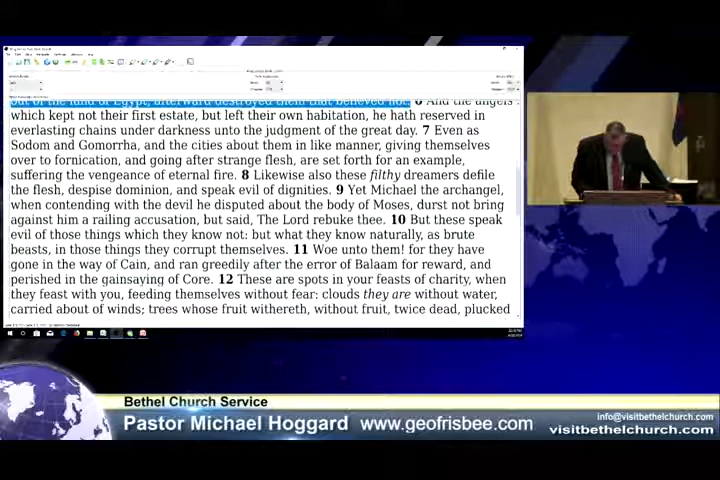 out of the land of Egypt, afterward destroyed them that believed not. 6 And the angels
which kept not their first estate, but left their own habitation, he hath reserved in
everlasting chains under darkness unto the judgment of the great day. 7 Even as
Sodom and Gomorrha, and the cities about them in like manner, giving themselves
over to fornication, and going after strange flesh, are set forth for an example,
suffering the vengeance of eternal fire. 8 Likewise also these filthy dreamers defile
the flesh, despise dominion, and speak evil of dignities. 9 Yet Michael the archangel,
when contending with the devil he disputed about the body of Moses, durst not bring
against him a railing accusation, but said, The Lord rebuke thee. 10 But these speak
evil of those things which they know not: but what they know naturally, as brute
beasts, in those things they corrupt themselves. 11 Woe unto them! for they have
gone in the way of Cain, and ran greedily after the error of Balaam for reward, and
perished in the gainsaying of Core. 12 These are spots in your feasts of charity, when
they feast with you, feeding themselves without fear: clouds they are without water,
carried about of winds; trees whose fruit withereth, without fruit, twice dead, plucked
Bethel Church Service
Pastor Michael Hoggard www.geofrisbee.com
info@visitbethelchurch.com
visitbethelchurch.com